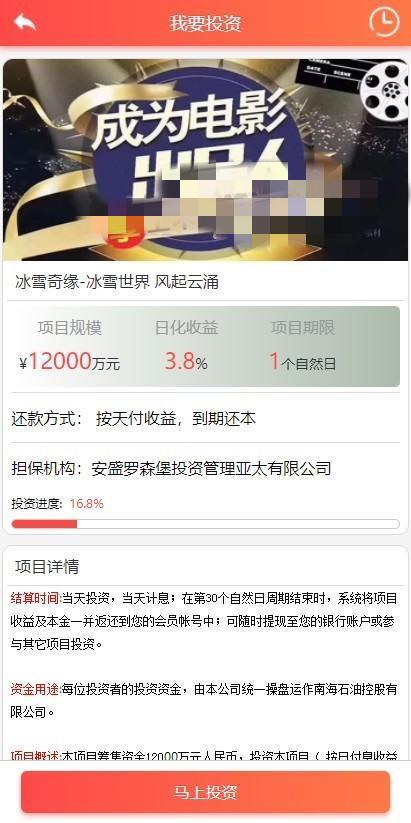 我要投资
成为电影
冰雪奇缘-冰雪世界 风起云涌
项目规模 日化收益 项目期限
¥12000万元 3.8% 1个自然日
还款方式： 按天付收益，到期还本
担保机构：安盛罗森堡投资管理亚太有限公司
投资进度: 16.8%
项目详情
结算时间:当天投资，当天计息；在第30个自然日周期结束时，系统将项目
收益及本金一并返还到您的会员帐号中；可随时提现至您的银行账户或参
与其它项目投资。
资金用途:每位投资者的投资资金，由本公司统一操盘运作南海石油控股有
限公司。
项目概述:本项目筹集资金12000万元人民币，投资本项目（ 按日付息收益
马上投资